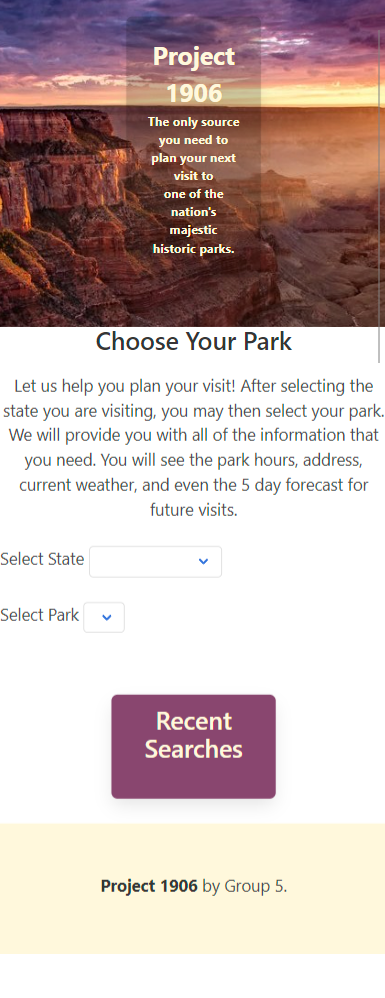 Project
1906
The only source
you need to
plan your next
visit to
one of the
nation's
majestic
historic parks.
Choose Your Park
Let us help you plan your visit! After selecting the
state you are visiting, you may then select your park.
We will provide you with all of the information that
you need. You will see the park hours, address,
current weather, and even the 5 day forecast for
future visits.
Select State
Select Park
Recent
Searches
Project 1906 by Group 5.